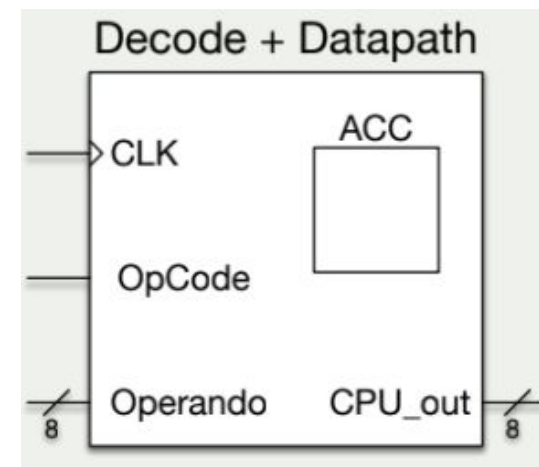 Decode + Datapath
ACC
CLK
OpCode
Operando
CPU_out
8
8